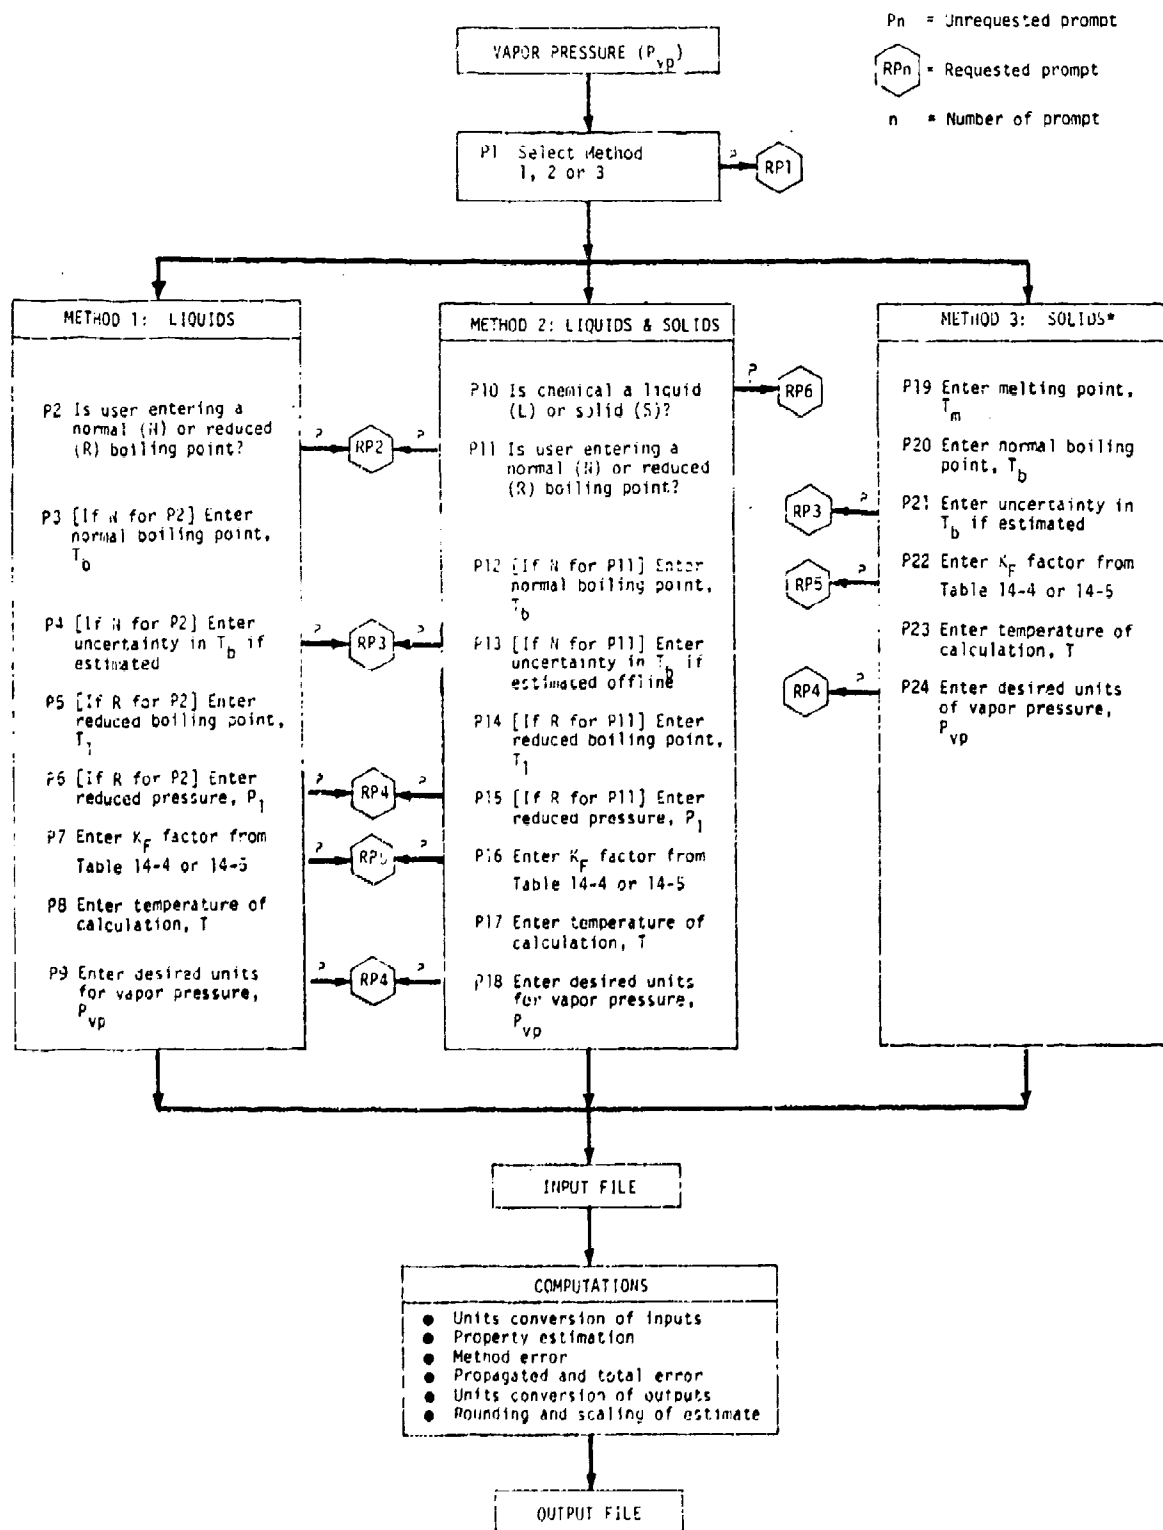 Pn = Unrequested prompt
RPn = Requested prompt
n = Number of prompt
VAPOR PRESSURE (Pvp)
P1 Select Method
1, 2 or 3
?
RP1
METHOD 1: LIQUIDS
P2 Is user entering a
normal (N) or reduced
(R) boiling point?
P3 [If N for P2] Enter
normal boiling point,
Tb
P4 [If N for P2] Enter
uncertainty in Tb if
estimated
P5 [If R for P2] Enter
reduced boiling point,
T1
P6 [If R for P2] Enter
reduced pressure, P1
P7 Enter KF factor from
Table 14-4 or 14-5
P8 Enter temperature of
calculation, T
P9 Enter desired units
for vapor pressure,
Pvp
? RP2 ?
? RP3 ?
? RP4 ?
? RP5 ?
? RP4 ?
METHOD 2: LIQUIDS & SOLIDS
P10 Is chemical a liquid
(L) or solid (S)?
P11 Is user entering a
normal (N) or reduced
(R) boiling point?
P12 [If N for P11] Enter
normal boiling point,
Tb
P13 [If N for P11] Enter
uncertainty in Tb if
estimated offline
P14 [If R for P11] Enter
reduced boiling point,
T1
P15 [If R for P11] Enter
reduced pressure, P1
P16 Enter KF factor from
Table 14-4 or 14-5
P17 Enter temperature of
calculation, T
P18 Enter desired units
for vapor pressure,
Pvp
? RP6
RP3 ?
RP5 ?
RP4 ?
METHOD 3: SOLIDS*
P19 Enter melting point,
Tm
P20 Enter normal boiling
point, Tb
P21 Enter uncertainty in
Tb if estimated
P22 Enter KF factor from
Table 14-4 or 14-5
P23 Enter temperature of
calculation, T
P24 Enter desired units
of vapor pressure,
Pvp
INPUT FILE
COMPUTATIONS
● Units conversion of inputs
● Property estimation
● Method error
● Propagated and total error
● Units conversion of outputs
● Rounding and scaling of estimate
OUTPUT FILE